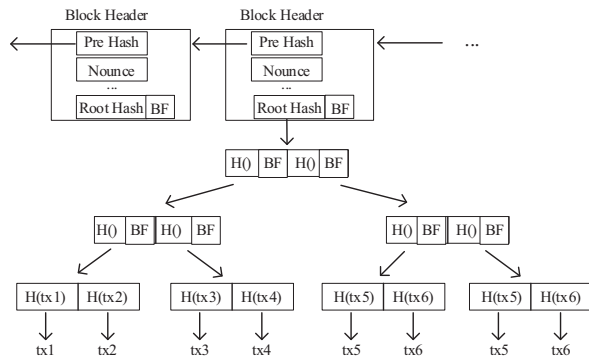 Block Header Block Header
Pre Hash Pre Hash ...
Nounce Nounce
... ...
Root Hash BF Root Hash BF
H() BF H() BF
H() BF H() BF H() BF H() BF
H(tx1) H(tx2) H(tx3) H(tx4) H(tx5) H(tx6) H(tx5) H(tx6)
tx1 tx2 tx3 tx4 tx5 tx6 tx5 tx6